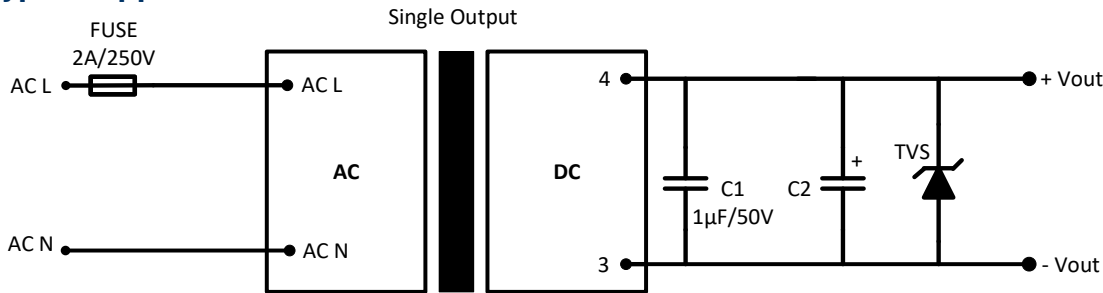 Single Output
FUSE
2A/250V
AC L
AC L
4
+ Vout
AC
DC
C1
1µF/50V
C2
+
TVS
AC N
AC N
3
- Vout